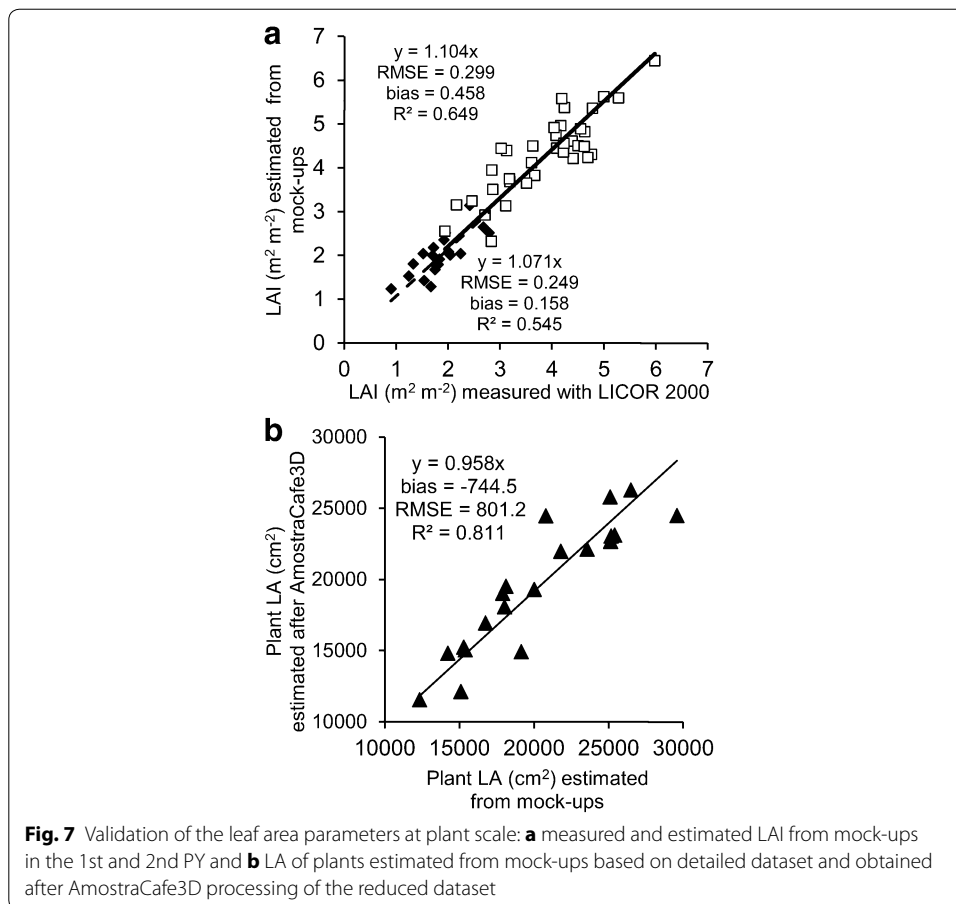 a
7
6
5
4
3
2
1
0
LAI (m² m⁻²) estimated from
mock-ups
y = 1.104x
RMSE = 0.299
bias = 0.458
R² = 0.649
y = 1.071x
RMSE = 0.249
bias = 0.158
R² = 0.545
0 1 2 3 4 5 6 7
LAI (m² m⁻²) measured with LICOR 2000
b
30000
25000
20000
15000
10000
Plant LA (cm²)
estimated after AmostraCafe3D
y = 0.958x
bias = -744.5
RMSE = 801.2
R² = 0.811
10000 15000 20000 25000 30000
Plant LA (cm²) estimated
from mock-ups
Fig. 7 Validation of the leaf area parameters at plant scale: a measured and estimated LAI from mock-ups
in the 1st and 2nd PY and b LA of plants estimated from mock-ups based on detailed dataset and obtained
after AmostraCafe3D processing of the reduced dataset